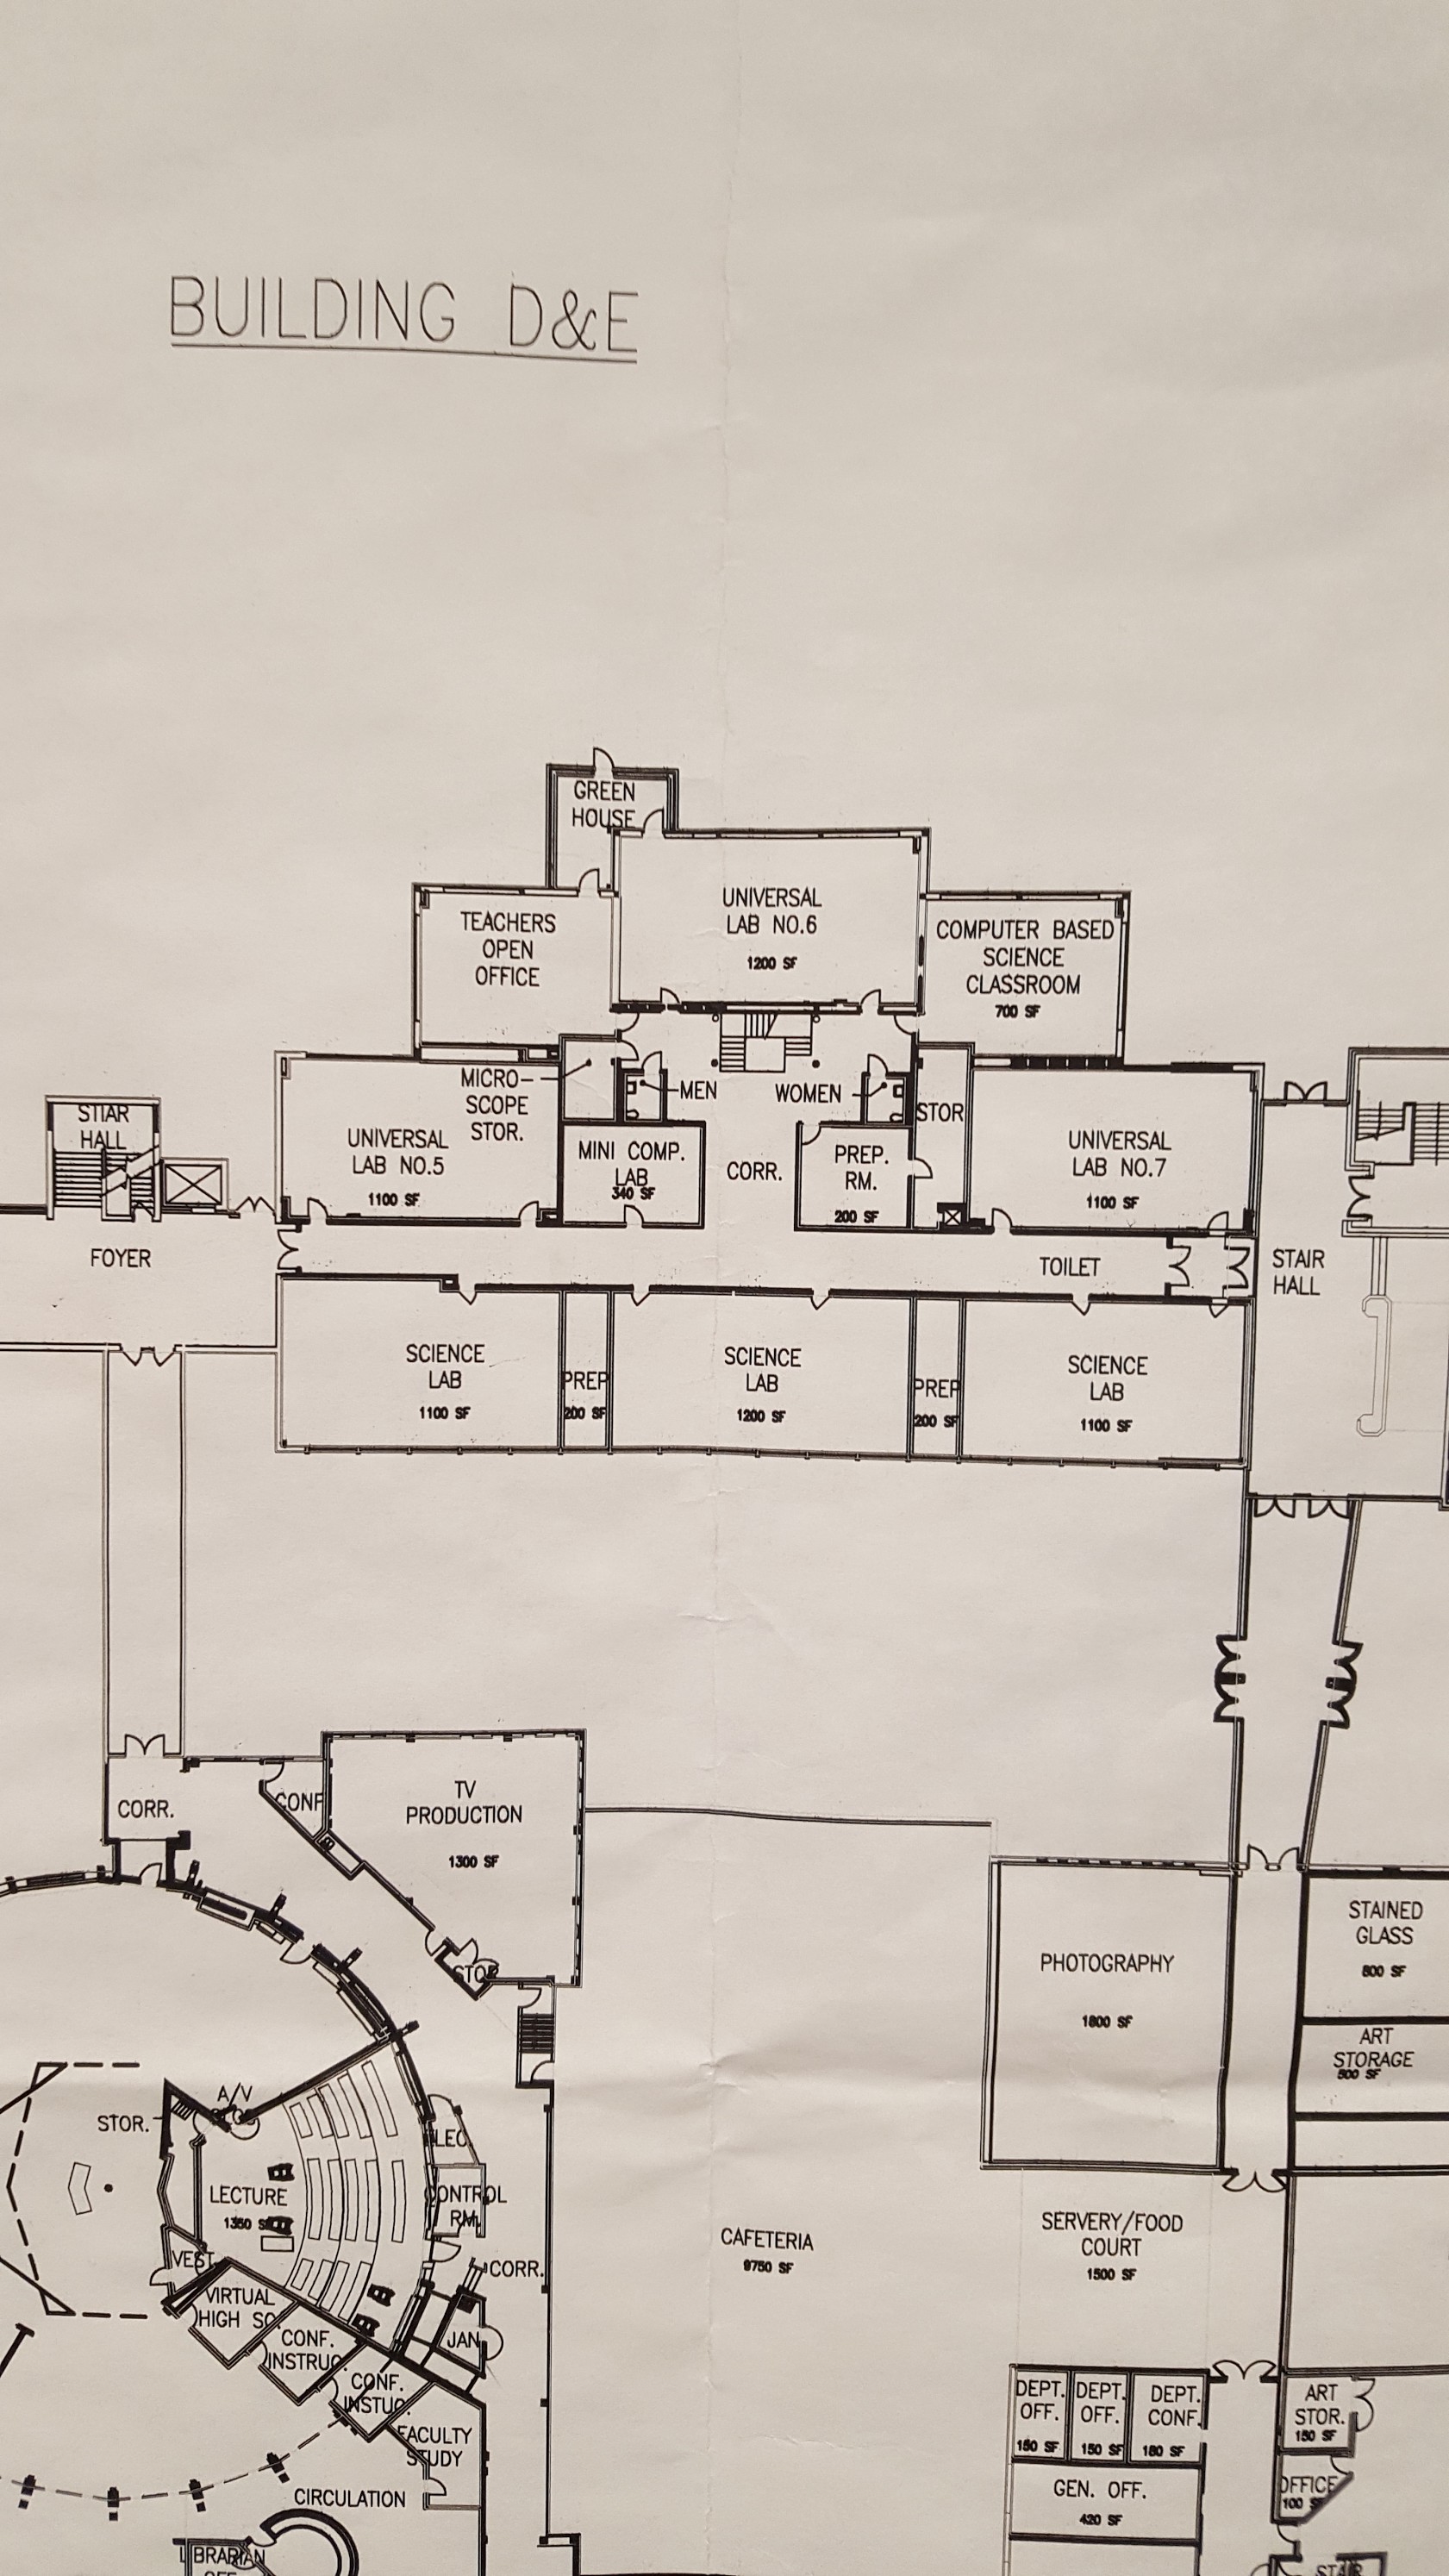 BUILDING D&E
GREEN
HOUSE
UNIVERSAL
LAB NO.6
1200 SF
TEACHERS
OPEN
OFFICE
COMPUTER BASED
SCIENCE
CLASSROOM
700 SF
MICRO-
SCOPE
STOR.
MEN
WOMEN
STOR
STIAR
HALL
UNIVERSAL
LAB NO.5
1100 SF
MINI COMP.
LAB
340 SF
CORR.
PREP.
RM.
200 SF
UNIVERSAL
LAB NO.7
1100 SF
FOYER
TOILET
STAIR
HALL
SCIENCE
LAB
1100 SF
PREP
200 SF
SCIENCE
LAB
1200 SF
PREP
200 SF
SCIENCE
LAB
1100 SF
CORR.
CONF
TV
PRODUCTION
1300 SF
STOR
PHOTOGRAPHY
1800 SF
STAINED
GLASS
800 SF
ART
STORAGE
A/V
STOR.
LECTURE
1350 SF
ELEC.
CONTROL
RM.
CORR.
VEST.
VIRTUAL
HIGH SC
CONF.
INSTRUC.
CONF.
INSTUC.
JAN
FACULTY
STUDY
CIRCULATION
LIBRARIAN
OFF.
CAFETERIA
9750 SF
SERVERY/FOOD
COURT
1500 SF
DEPT.
OFF.
150 SF
DEPT.
OFF.
150 SF
DEPT.
CONF.
180 SF
GEN. OFF.
420 SF
ART
STOR.
150 SF
OFFICE
100 SF
STAIR